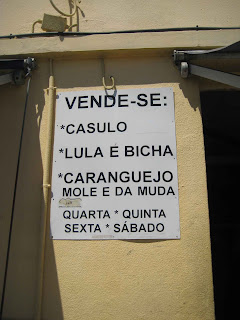 VENDE-SE:
*CASULO
*LULA E BICHA
*CARANGUEJO
MOLE E DA MUDA
QUARTA * QUINTA
SEXTA * SÁBADO